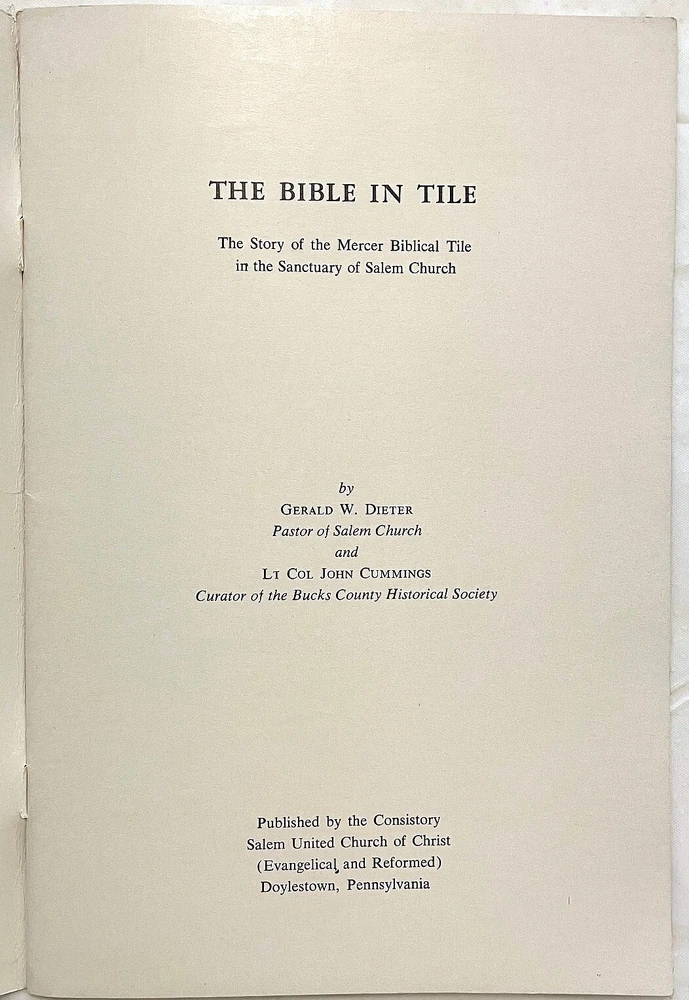 THE BIBLE IN TILE
The Story of the Mercer Biblical Tile
in the Sanctuary of Salem Church
by
GERALD W. DIETER
Pastor of Salem Church
and
LT COL JOHN CUMMINGS
Curator of the Bucks County Historical Society
Published by the Consistory
Salem United Church of Christ
(Evangelical and Reformed)
Doylestown, Pennsylvania